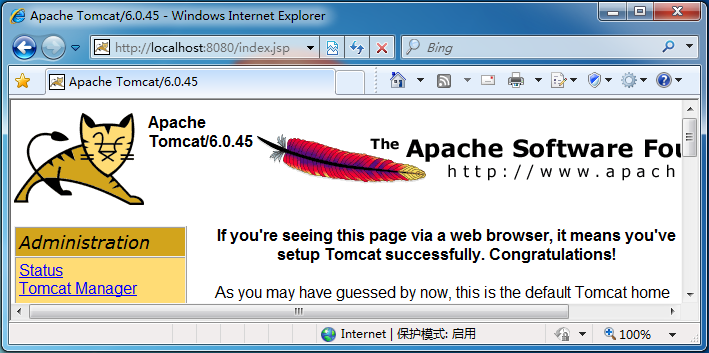 Apache Tomcat/6.0.45 - Windows Internet Explorer
http://localhost:8080/index.jsp
Bing
Apache Tomcat/6.0.45
Apache
Tomcat/6.0.45
The Apache Software Fou
http://www.apach
Administration
Status
Tomcat Manager
If you're seeing this page via a web browser, it means you've
setup Tomcat successfully. Congratulations!
As you may have guessed by now, this is the default Tomcat home
Internet | 保护模式: 启用
100%